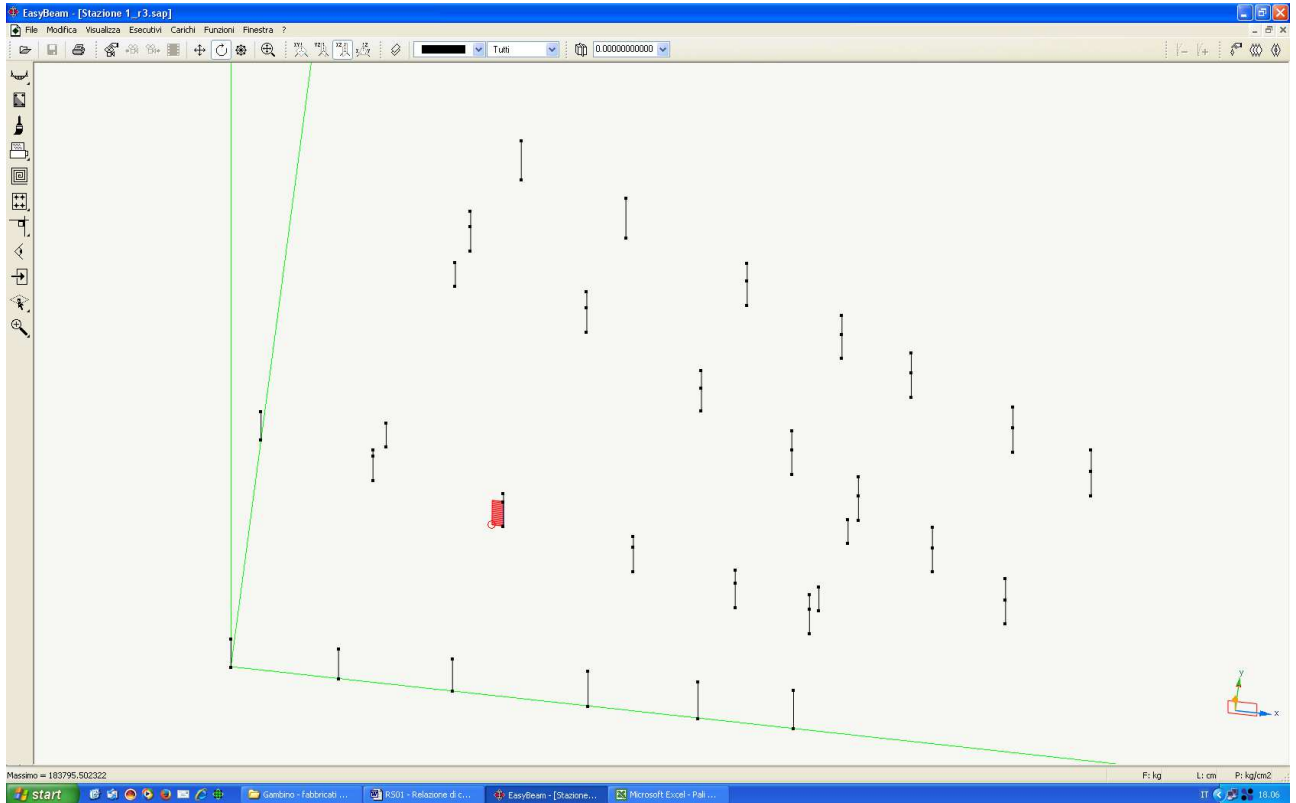 EasyBeam - [Stazione 1_r3.sap]
File Modifica Visualizza Esecutivi Carichi Funzioni Finestra ?
Tutti 0.00000000000
y
x
Massimo = 183795.502322 F: kg L: cm P: kg/cm2
start Gambino - fabbricati ... RS01 - Relazione di c... EasyBeam - [Stazione... Microsoft Excel - Pali ... IT 18.06